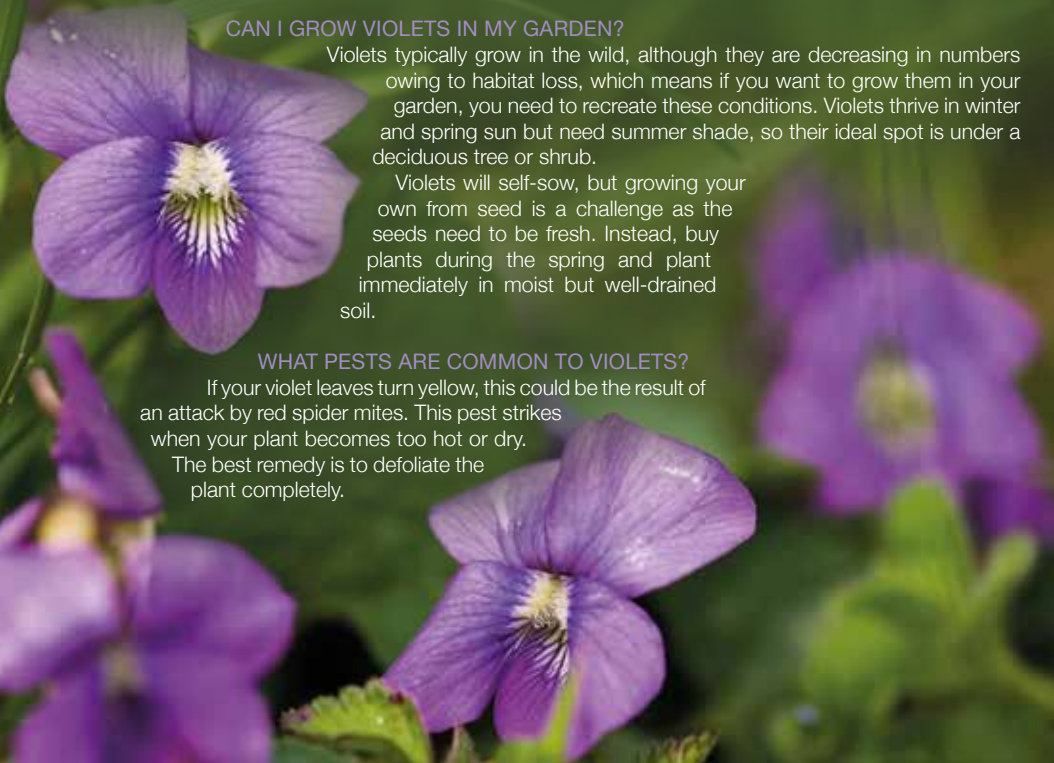 CAN I GROW VIOLETS IN MY GARDEN?
Violets typically grow in the wild, although they are decreasing in numbers
owing to habitat loss, which means if you want to grow them in your
garden, you need to recreate these conditions. Violets thrive in winter
and spring sun but need summer shade, so their ideal spot is under a
deciduous tree or shrub.
Violets will self-sow, but growing your
own from seed is a challenge as the
seeds need to be fresh. Instead, buy
plants during the spring and plant
immediately in moist but well-drained
soil.
WHAT PESTS ARE COMMON TO VIOLETS?
If your violet leaves turn yellow, this could be the result of
an attack by red spider mites. This pest strikes
when your plant becomes too hot or dry.
The best remedy is to defoliate the
plant completely.